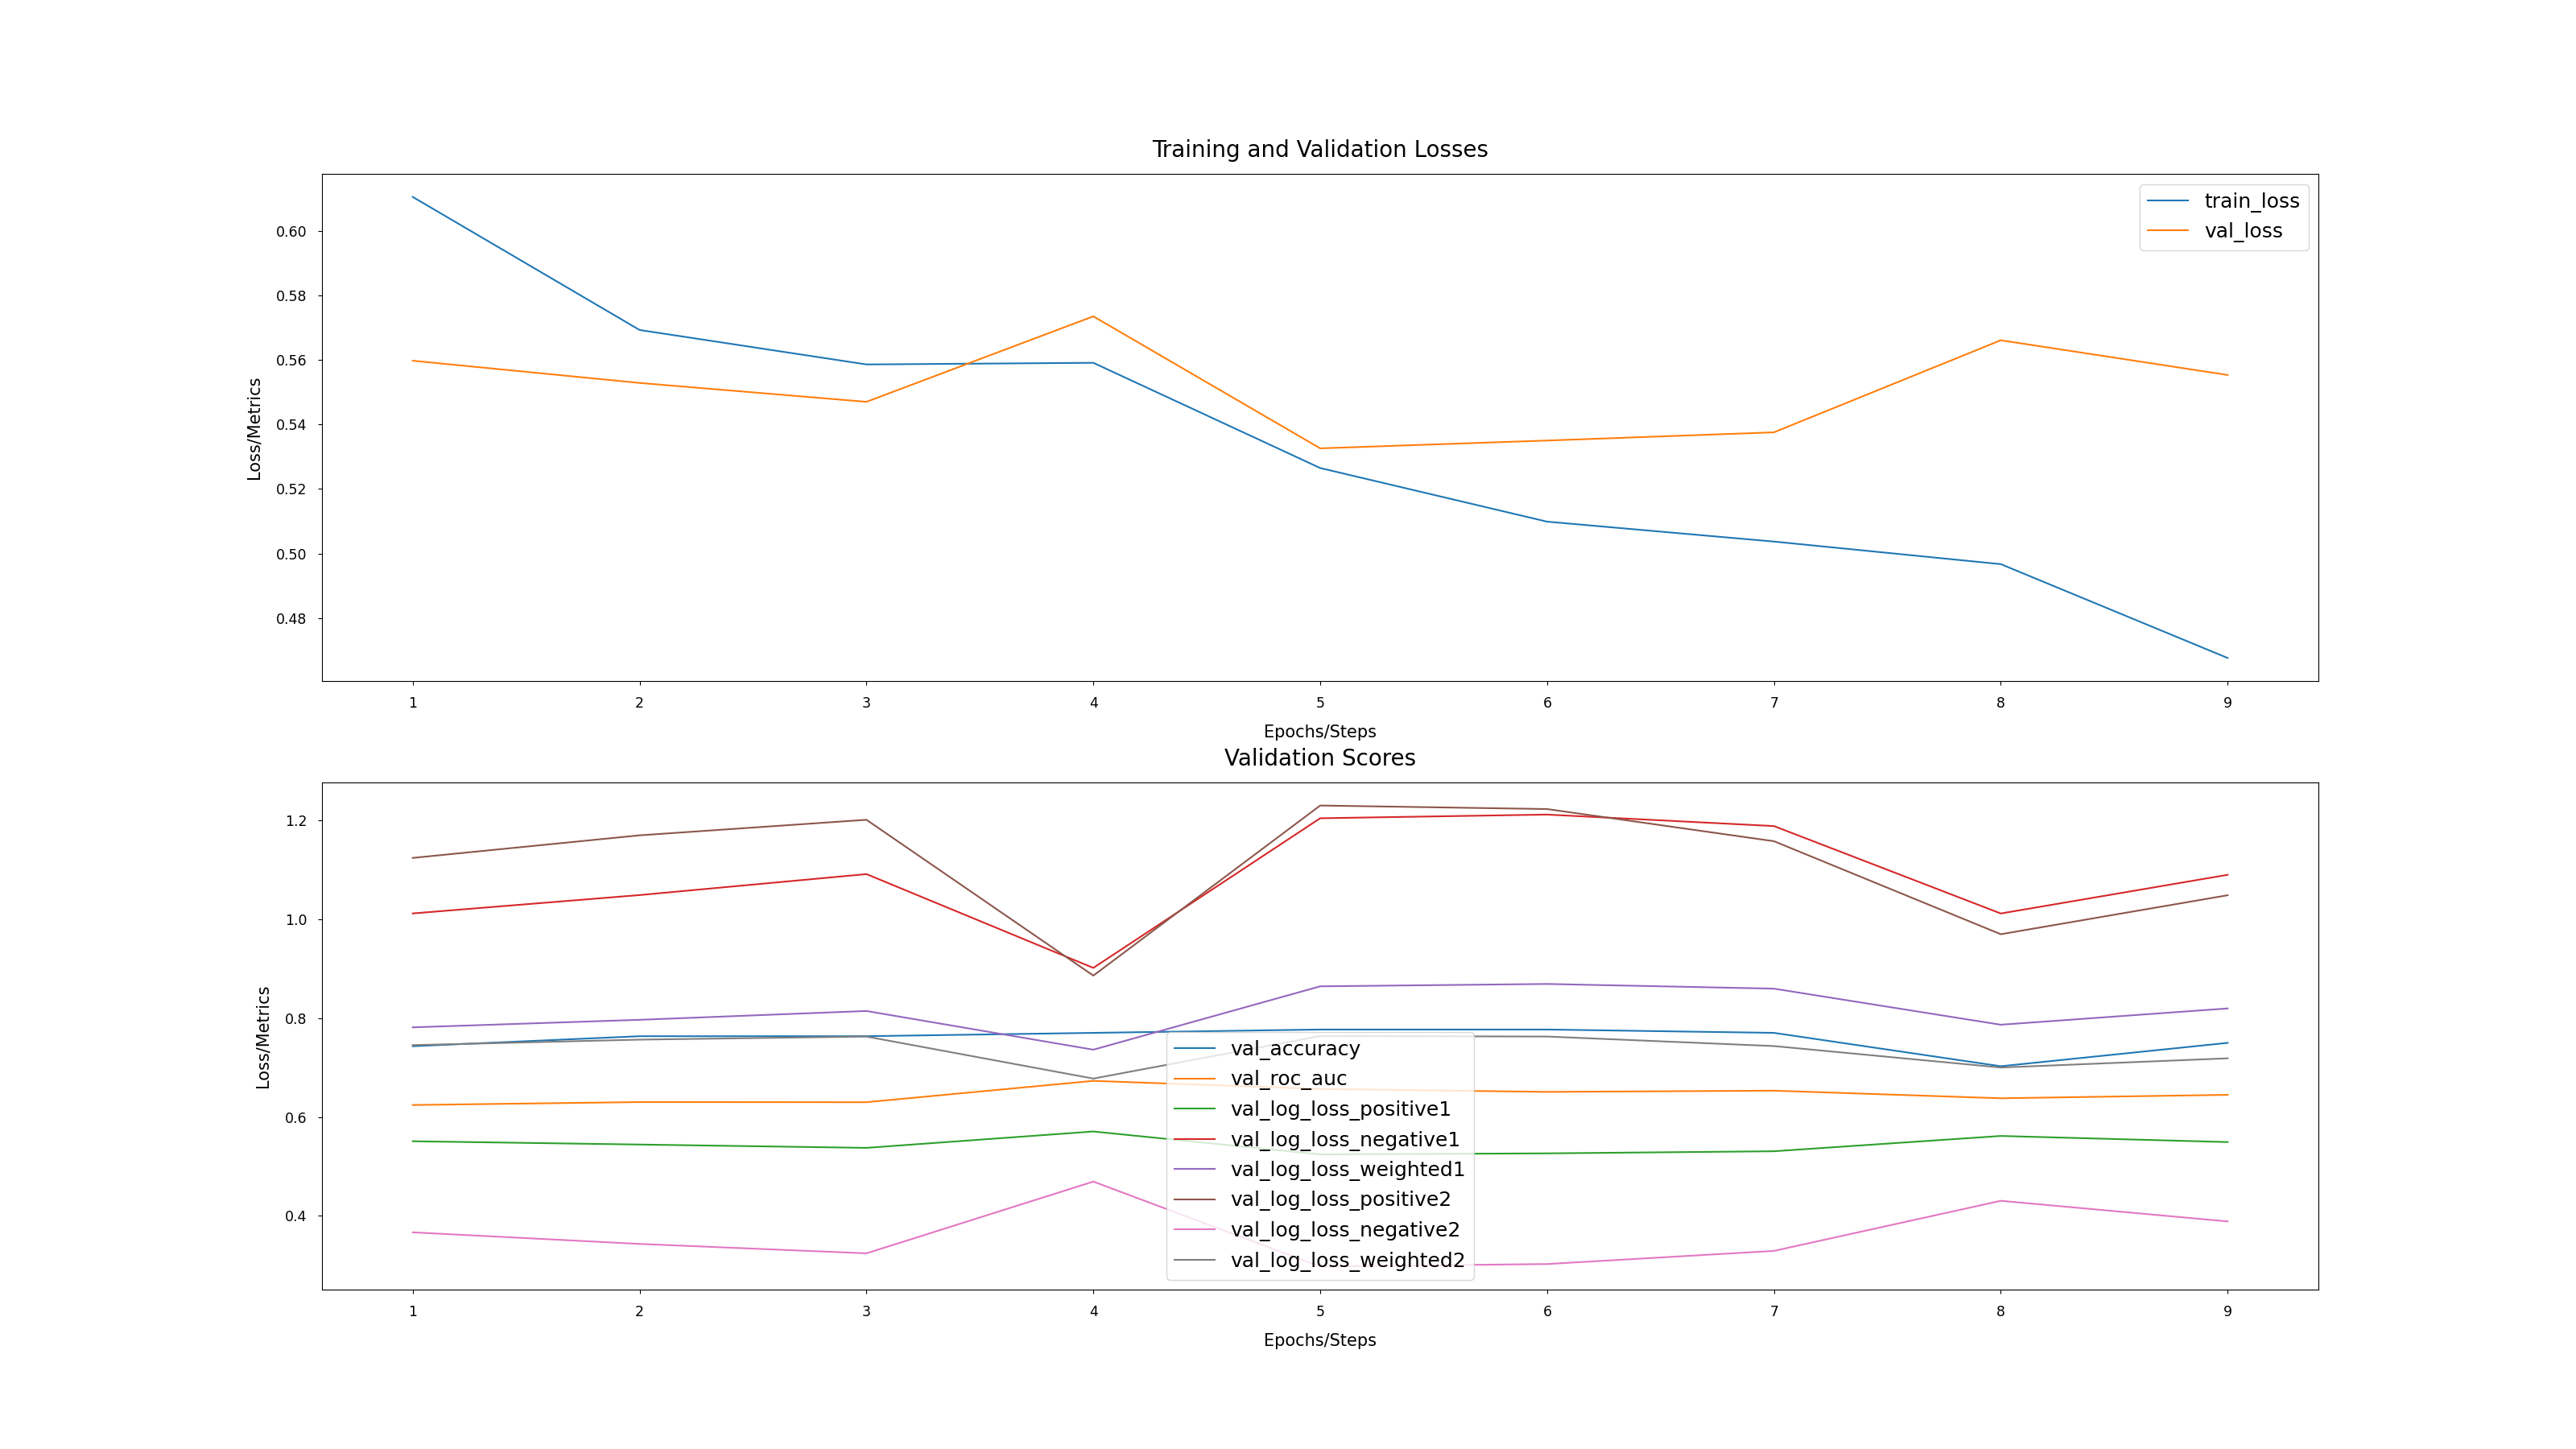 Training and Validation Losses
train_loss
val_loss
Loss/Metrics
0.60
0.58
0.56
0.54
0.52
0.50
0.48
1 2 3 4 5 6 7 8 9
Epochs/Steps
Validation Scores
Loss/Metrics
1.2
1.0
0.8
0.6
0.4
val_accuracy
val_roc_auc
val_log_loss_positive1
val_log_loss_negative1
val_log_loss_weighted1
val_log_loss_positive2
val_log_loss_negative2
val_log_loss_weighted2
1 2 3 4 5 6 7 8 9
Epochs/Steps